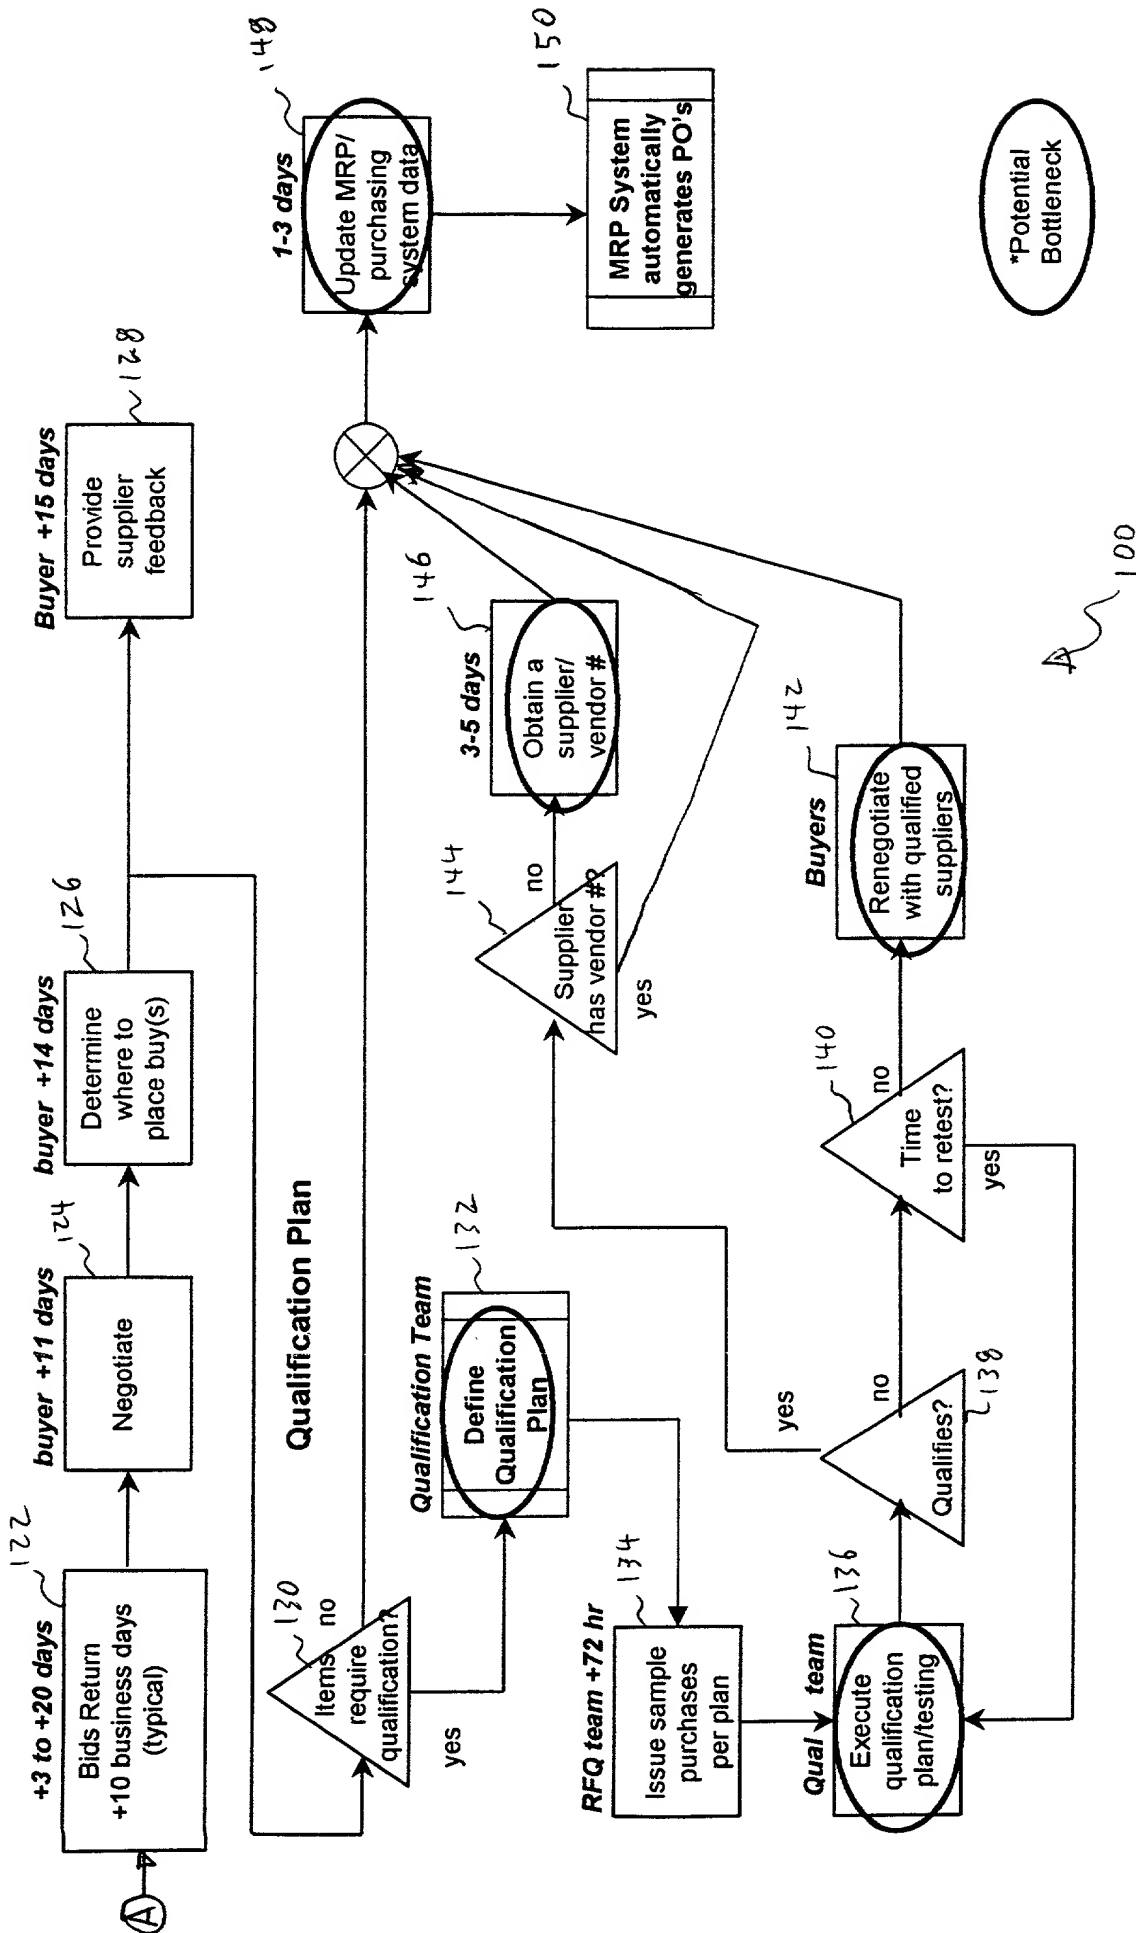 +3 to +20 days
122
Bids Return
+10 business days
(typical)
A
buyer +11 days
124
Negotiate
buyer +14 days
126
Determine
where to
place buy(s)
Buyer +15 days
128
Provide
supplier
feedback
Qualification Plan
130
Items
require
qualification?
no
yes
Qualification Team
132
Define
Qualification
Plan
RFQ team +72 hr
134
Issue sample
purchases
per plan
Qual team
136
Execute
qualification
plan/testing
Qualifies?
138
yes
no
140
Time
to retest?
no
yes
Buyers
142
Renegotiate
with qualified
suppliers
144
Supplier
has vendor #?
no
yes
3-5 days
146
Obtain a
supplier/
vendor #
1-3 days
148
Update MRP/
purchasing
system data
150
MRP System
automatically
generates PO's
*Potential
Bottleneck
100